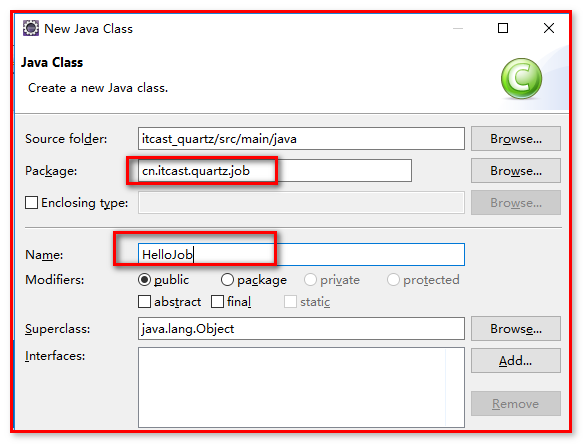 New Java Class
Java Class
Create a new Java class.
C
Source folder: itcast_quartz/src/main/java Browse...
Package: cn.itcast.quartz.job Browse...
Enclosing type: Browse...
Name: HelloJob
Modifiers: public package private protected
abstract final static
Superclass: java.lang.Object Browse...
Interfaces: Add...
Remove